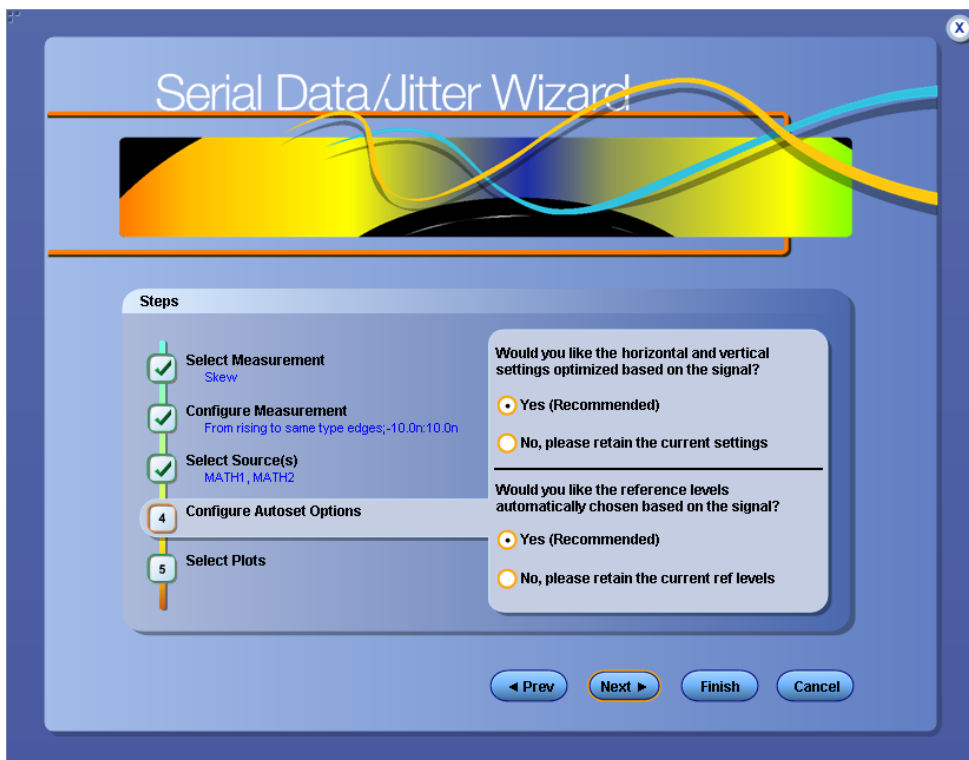 X
Serial Data/Jitter Wizard
Steps
Select Measurement
Skew
Configure Measurement
From rising to same type edges;-10.0n:10.0n
Select Source(s)
MATH1, MATH2
4
Configure Autoset Options
5
Select Plots
Would you like the horizontal and vertical
settings optimized based on the signal?
Yes (Recommended)
No, please retain the current settings
Would you like the reference levels
automatically chosen based on the signal?
Yes (Recommended)
No, please retain the current ref levels
◄ Prev
Next ►
Finish
Cancel